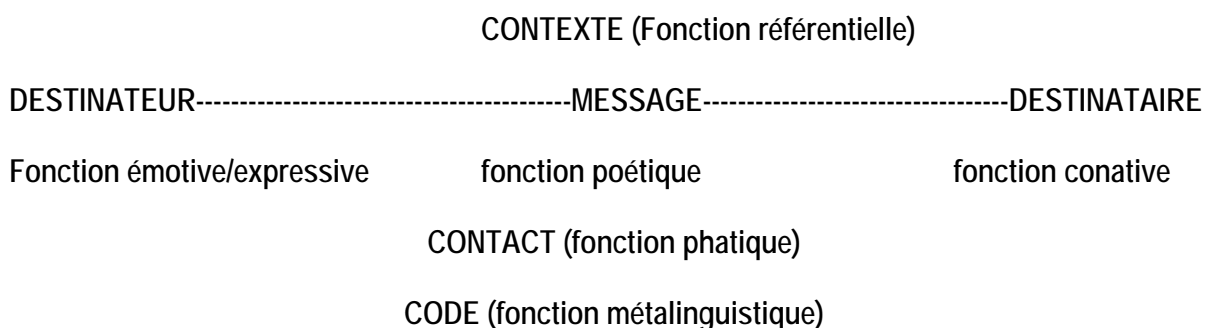 CONTEXTE (Fonction référentielle)
DESTINATEUR-------------------------------------------MESSAGE-----------------------------------DESTINATAIRE
Fonction émotive/expressive fonction poétique fonction conative
CONTACT (fonction phatique)
CODE (fonction métalinguistique)